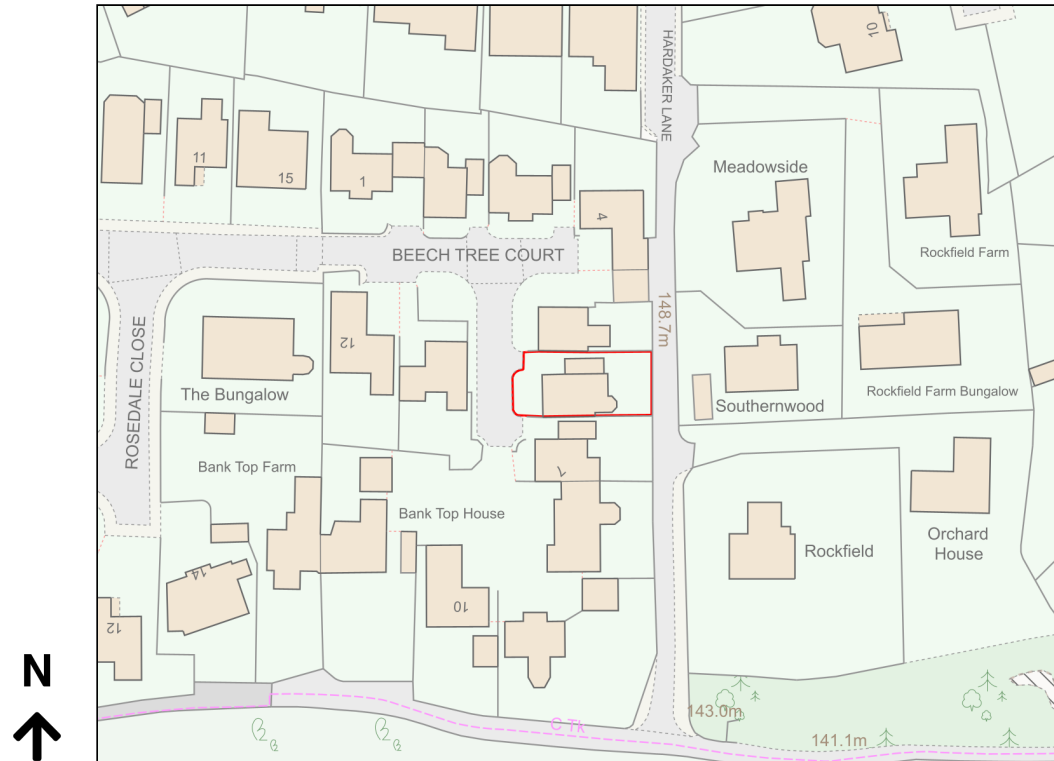 10
HARDAKER LANE
11
15
1
4
Meadowside
Rockfield Farm
BEECH TREE COURT
148.7m
12
ROSEDALE CLOSE
The Bungalow
Southernwood
Rockfield Farm Bungalow
Bank Top Farm
7
Bank Top House
Rockfield
Orchard
House
14
10
12
N
C Tk
143.0m
141.1m